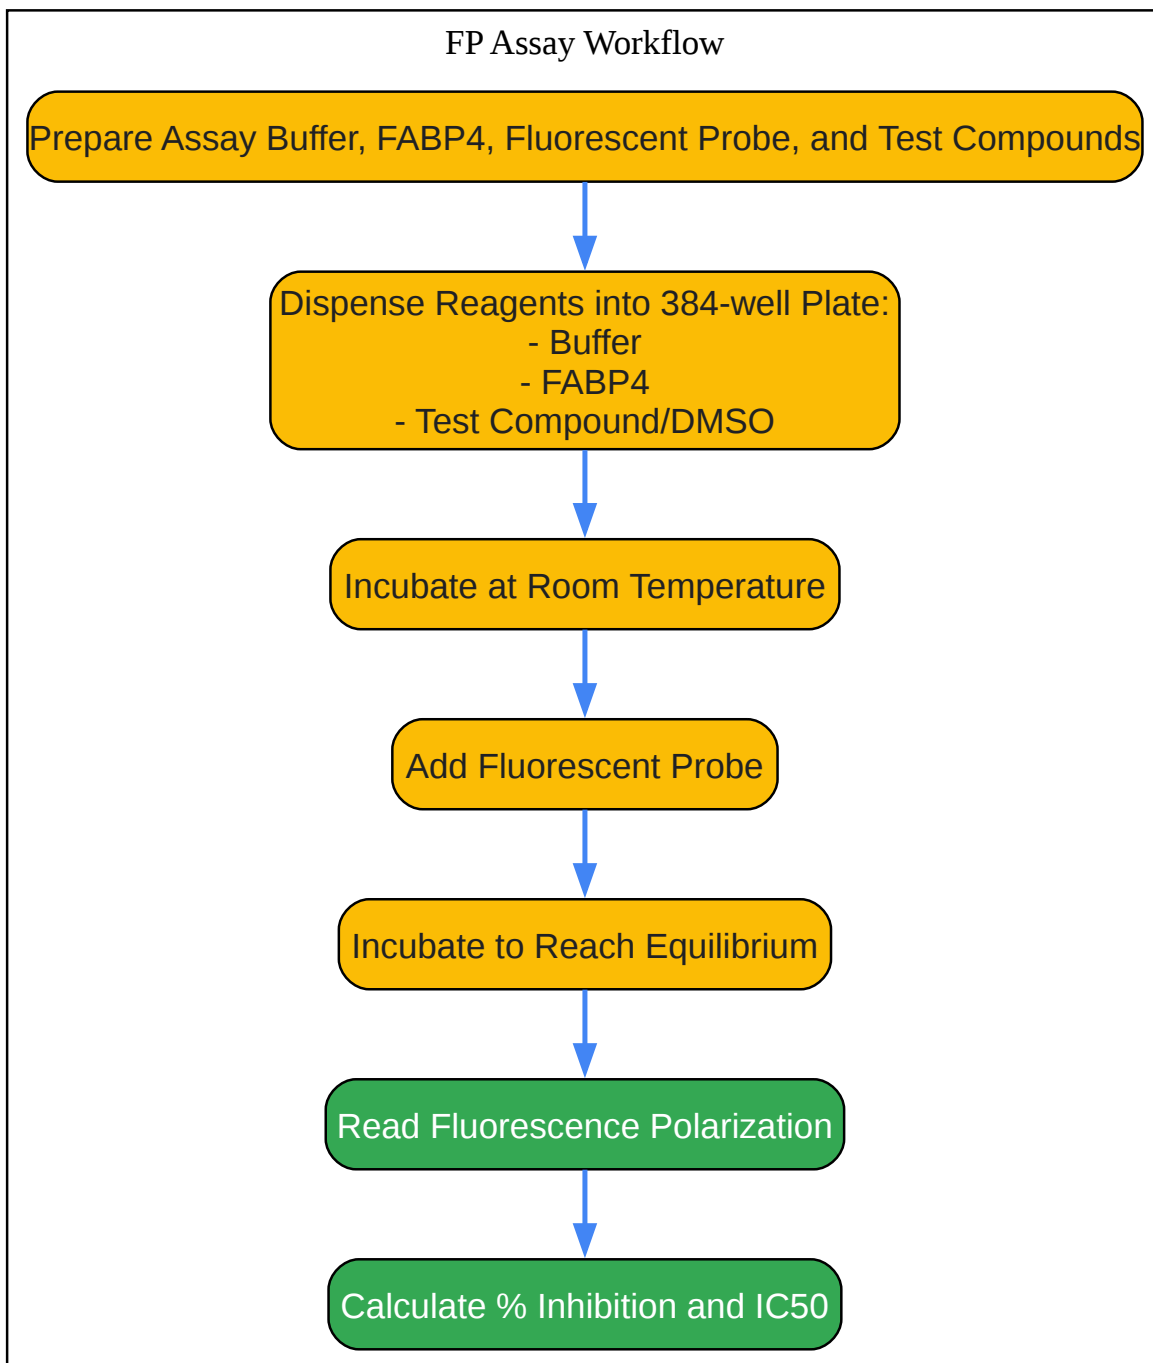 FP Assay Workflow
Prepare Assay Buffer, FABP4, Fluorescent Probe, and Test Compounds
Dispense Reagents into 384-well Plate:
- Buffer
- FABP4
- Test Compound/DMSO
Incubate at Room Temperature
Add Fluorescent Probe
Incubate to Reach Equilibrium
Read Fluorescence Polarization
Calculate % Inhibition and IC50